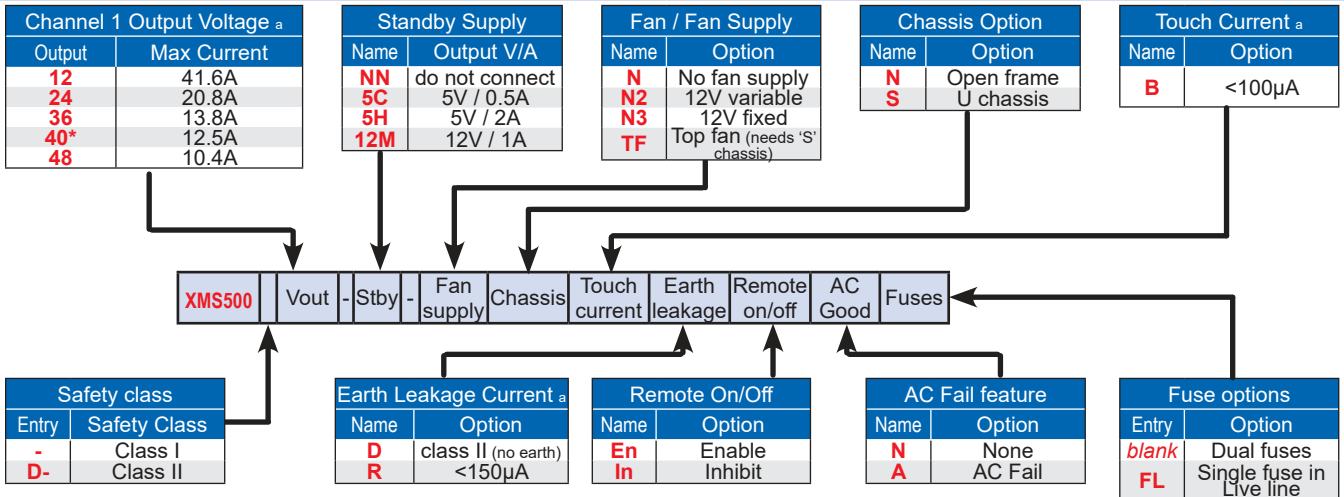 Channel 1 Output Voltage a
Output Max Current
12 41.6A
24 20.8A
36 13.8A
40* 12.5A
48 10.4A
Standby Supply
Name Output V/A
NN do not connect
5C 5V / 0.5A
5H 5V / 2A
12M 12V / 1A
Fan / Fan Supply
Name Option
N No fan supply
N2 12V variable
N3 12V fixed
TF Top fan (needs ‘S’
chassis)
Chassis Option
Name Option
N Open frame
S U chassis
Touch Current a
Name Option
B <100µA
XMS500 Vout - Stby - Fan supply Chassis Touch current Earth leakage Remote on/off AC Good Fuses
Safety class
Entry Safety Class
- Class I
D- Class II
Earth Leakage Current a
Name Option
D class II (no earth)
R <150µA
Remote On/Off
Name Option
En Enable
In Inhibit
AC Fail feature
Name Option
N None
A AC Fail
Fuse options
Entry Option
blank Dual fuses
FL Single fuse in
Live line